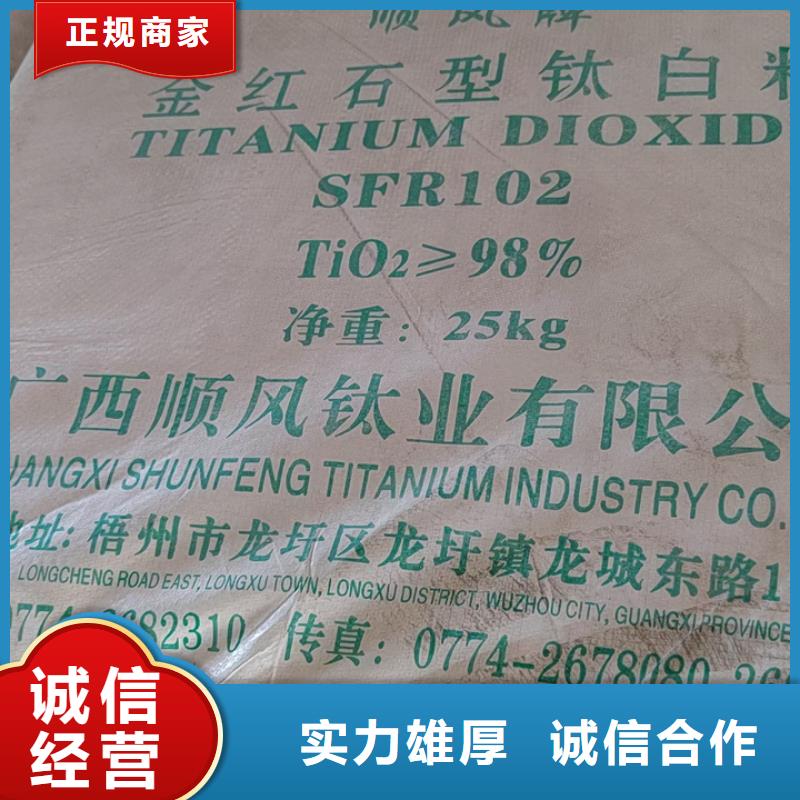 正规商家
顺风牌
金红石型钛白粉
TITANIUM DIOXID
SFR102
TiO2≥98%
净重：25kg
广西顺风钛业有限公
UANGXI SHUNFENG TITANIUM INDUSTRY CO.
地址：梧州市龙圩区龙圩镇龙城东路1
LONGCHENG ROAD EAST, LONGXU TOWN, LONGXU DISTRICT, WUZHOU CITY, GUANGXI PROVINCE
传真：0774-2678080
诚信
经营
实力雄厚 诚信合作